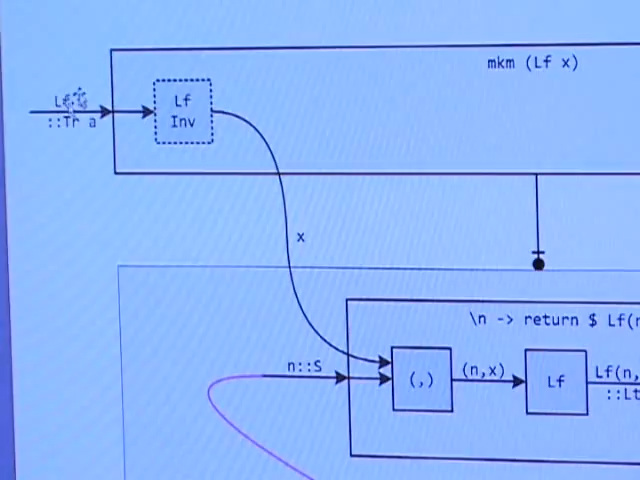 mkm (Lf x)
::Tr a
Lf
Inv
x
\n -> return $ Lf(n
n::S
(,)
(n,x)
Lf
Lf(n,
::Lt